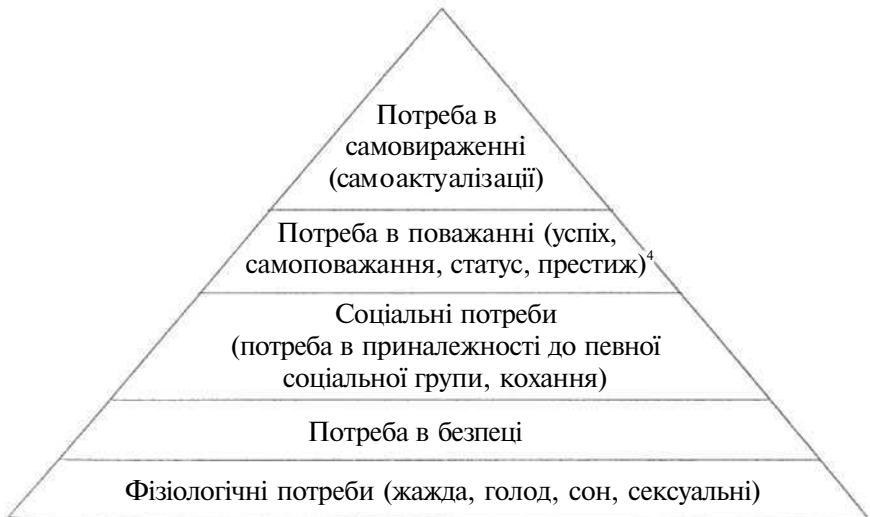 Потреба в
самовираженні
(самоактуалізації)
Потреба в поважанні (успіх,
самоповажання, статус, престиж)⁴
Соціальні потреби
(потреба в приналежності до певної
соціальної групи, кохання)
Потреба в безпеці
Фізіологічні потреби (жажда, голод, сон, сексуальні)